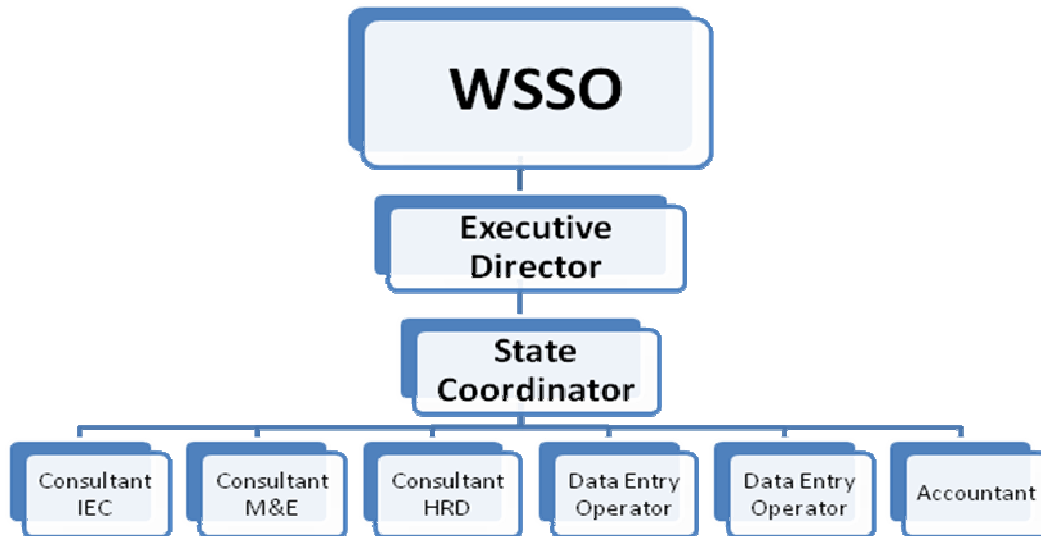 WSSO
Executive
Director
State
Coordinator
Consultant
IEC
Consultant
M&E
Consultant
HRD
Data Entry
Operator
Data Entry
Operator
Accountant